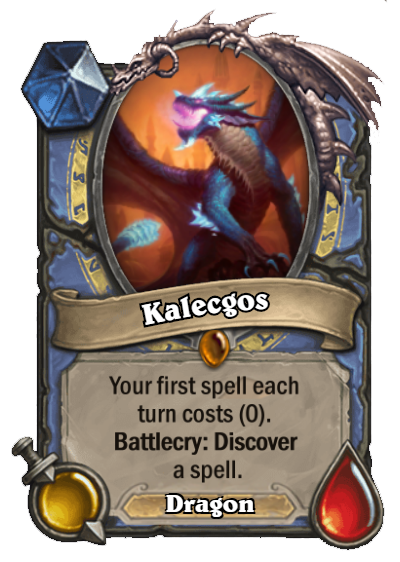 Kalecgos
Your first spell each
turn costs (0).
Battlecry: Discover
a spell.
Dragon